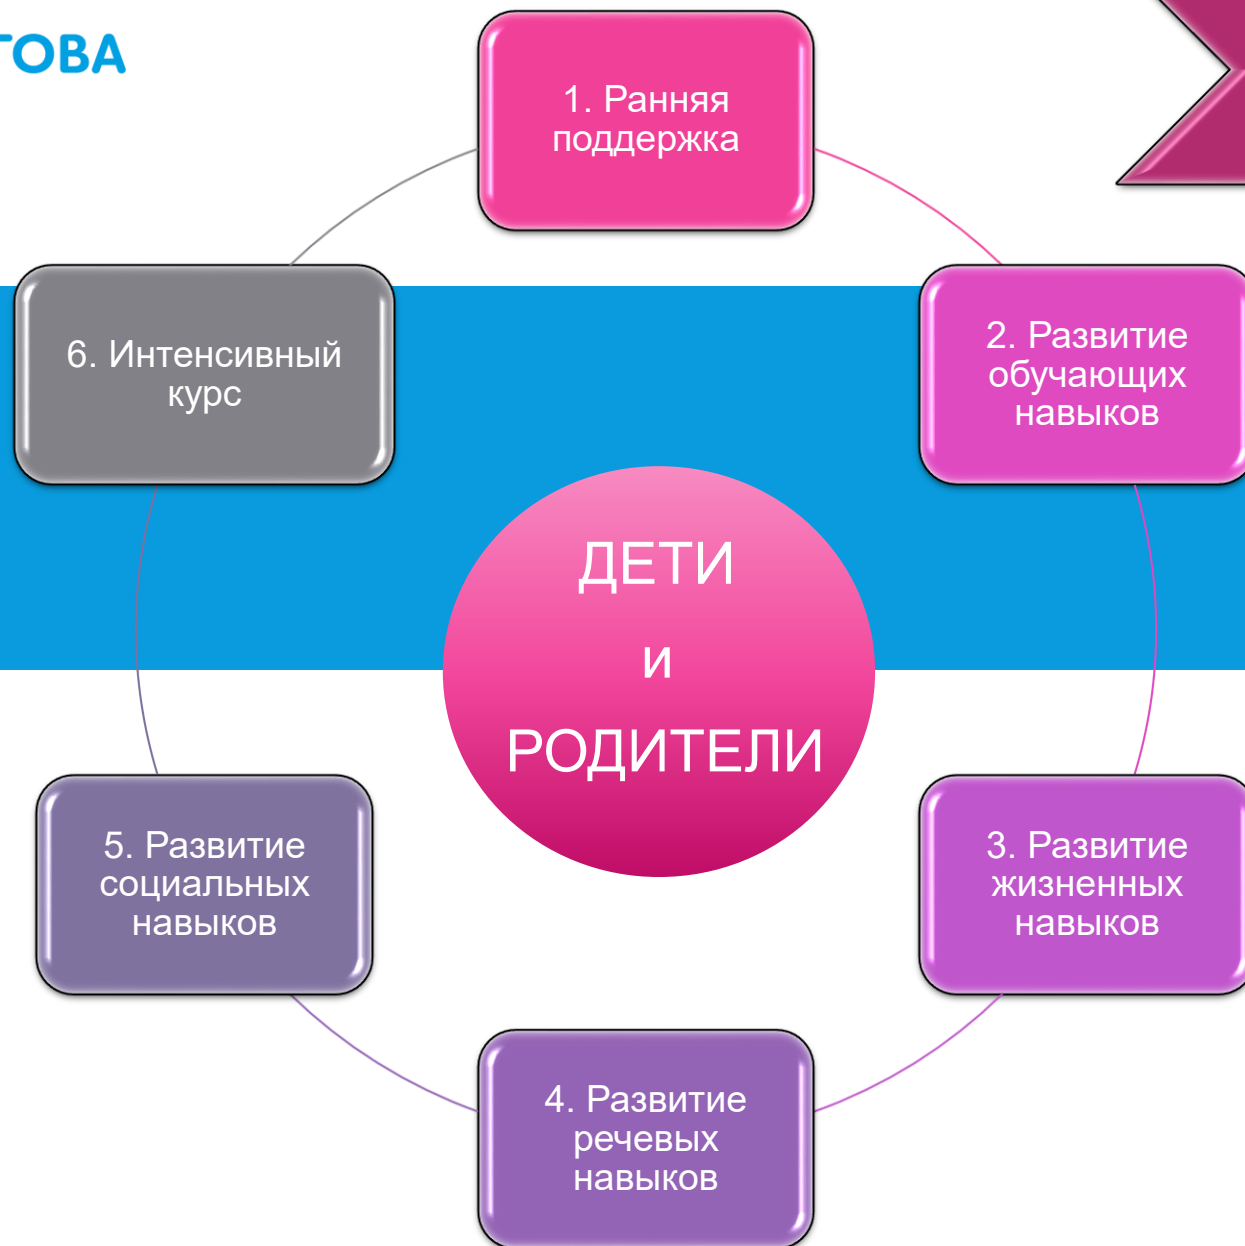 ТОВА
1. Ранняя
поддержка
2. Развитие
обучающих
навыков
3. Развитие
жизненных
навыков
4. Развитие
речевых
навыков
5. Развитие
социальных
навыков
6. Интенсивный
курс
ДЕТИ
и
РОДИТЕЛИ